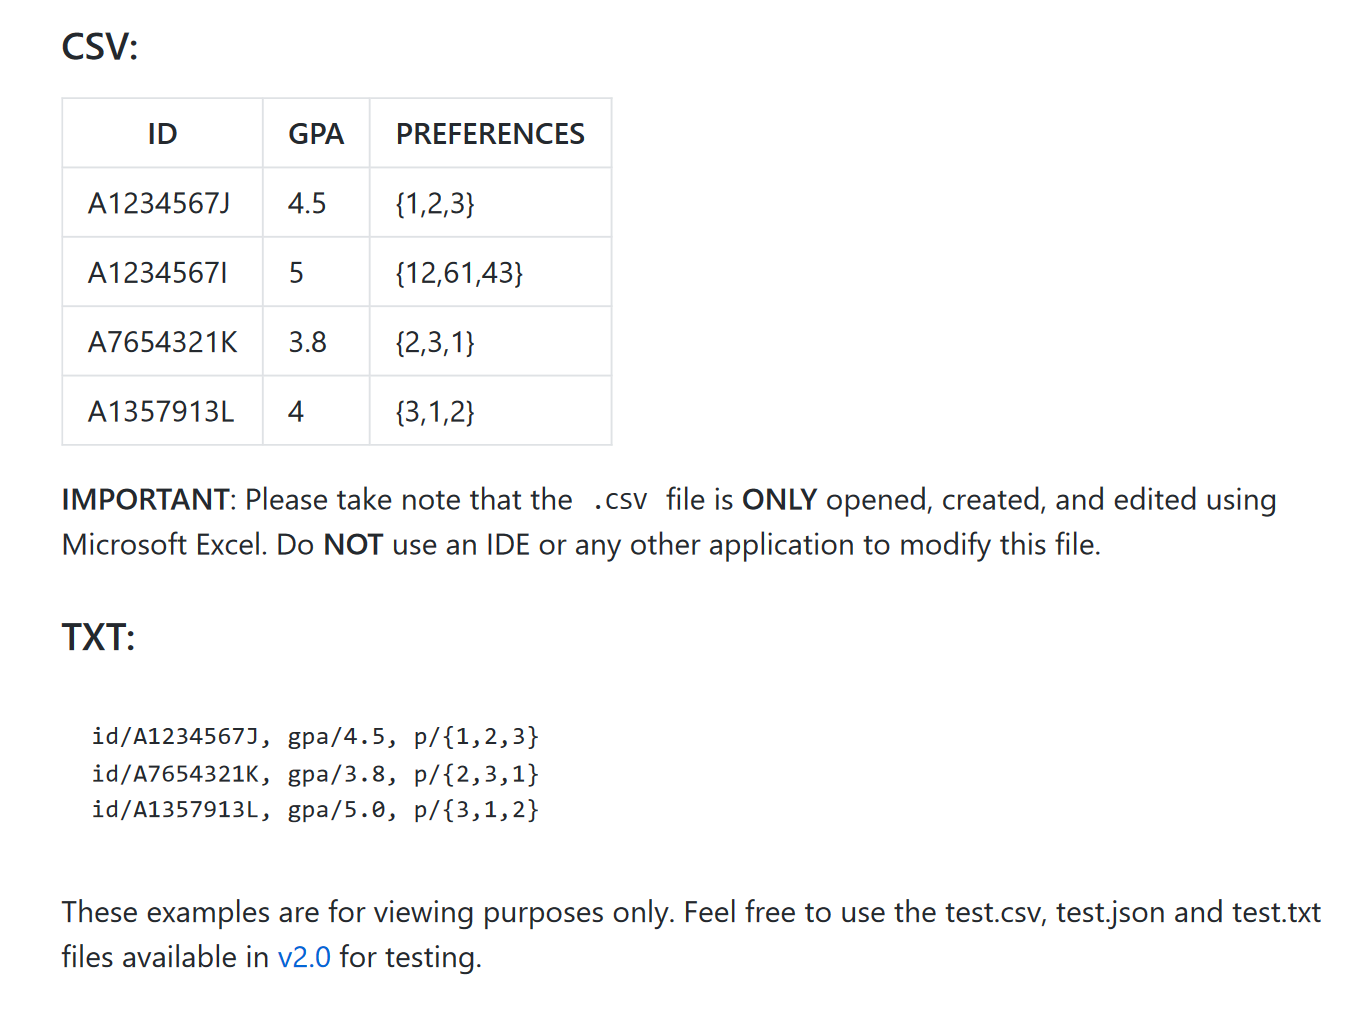 CSV:
ID GPA PREFERENCES
A1234567J 4.5 {1,2,3}
A1234567I 5 {12,61,43}
A7654321K 3.8 {2,3,1}
A1357913L 4 {3,1,2}
IMPORTANT: Please take note that the .csv file is ONLY opened, created, and edited using
Microsoft Excel. Do NOT use an IDE or any other application to modify this file.
TXT:
id/A1234567J, gpa/4.5, p/{1,2,3}
id/A7654321K, gpa/3.8, p/{2,3,1}
id/A1357913L, gpa/5.0, p/{3,1,2}
These examples are for viewing purposes only. Feel free to use the test.csv, test.json and test.txt
files available in v2.0 for testing.